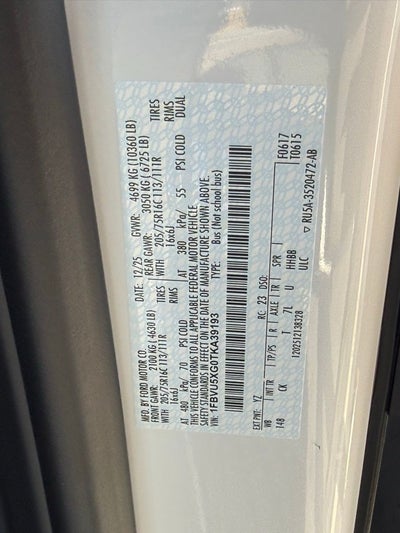 MFD. BY FORD MOTOR CO.
DATE: 12/25 GVWR: 4699 KG (10360 LB)
FRONT GAWR: 2100 KG (4630 LB) REAR GAWR: 3050 KG (6725 LB)
WITH 205/75R16C 113/111R TIRES WITH 205/75R16C 113/111R TIRES
16x6J RIMS 16x6J RIMS
AT 480 kPa/ 70 PSI COLD AT 380 kPa/ 55 PSI COLD DUAL
THIS VEHICLE CONFORMS TO ALL APPLICABLE FEDERAL MOTOR VEHICLE
SAFETY STANDARDS IN EFFECT ON THE DATE OF MANUFACTURE SHOWN ABOVE.
VIN: 1FBVU5XG0TKA39193 TYPE: Bus (Not school bus)
EXT PNT: YZ RC: 23 DSO: F0617
T0615
WB INT TR TP/PS R AXLE TR SPR
148 CK T 7L U HHBB
1202512138328 ULC
RU5A-3520472-AB